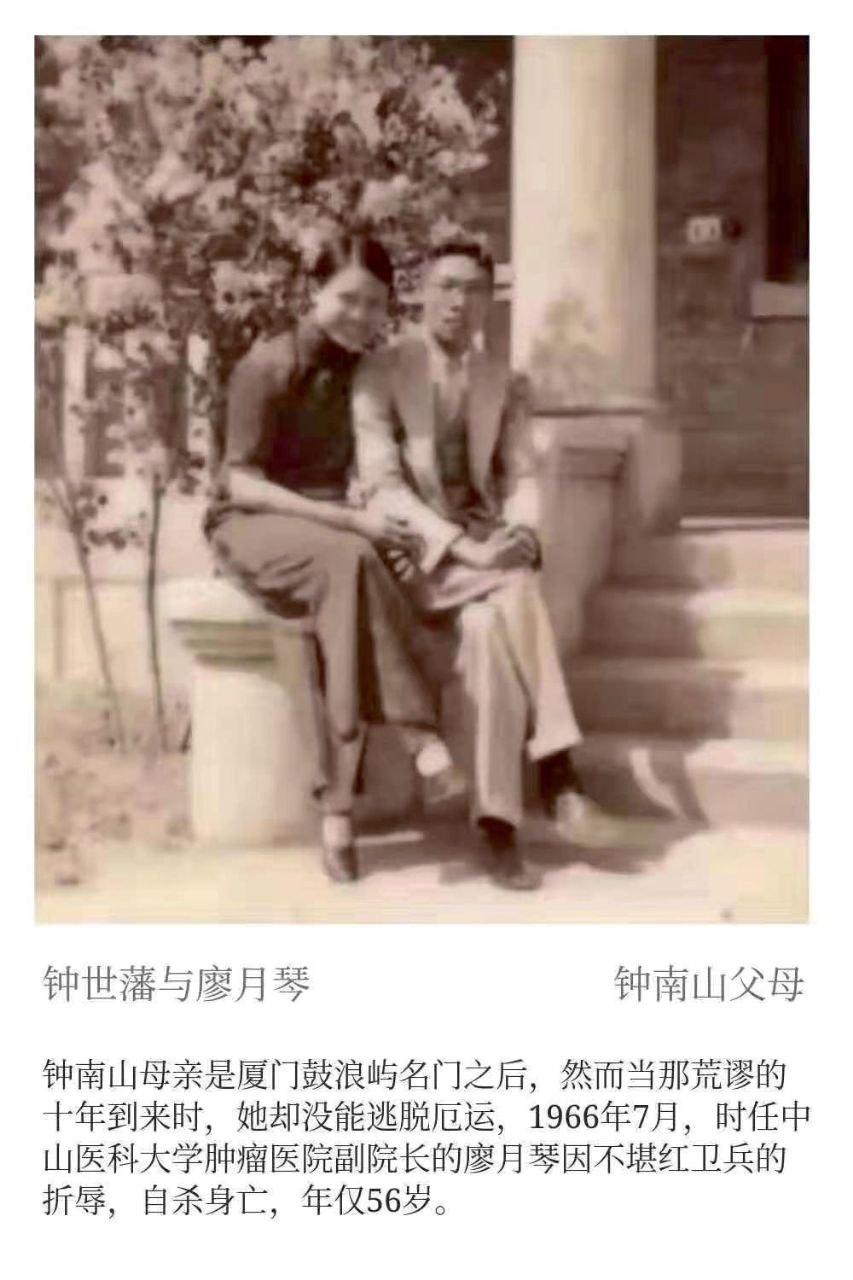 钟世藩与廖月琴 钟南山父母
钟南山母亲是厦门鼓浪屿名门之后，然而当那荒谬的
十年到来时，她却没能逃脱厄运，1966年7月，时任中
山医科大学肿瘤医院副院长的廖月琴因不堪红卫兵的
折辱，自杀身亡，年仅56岁。